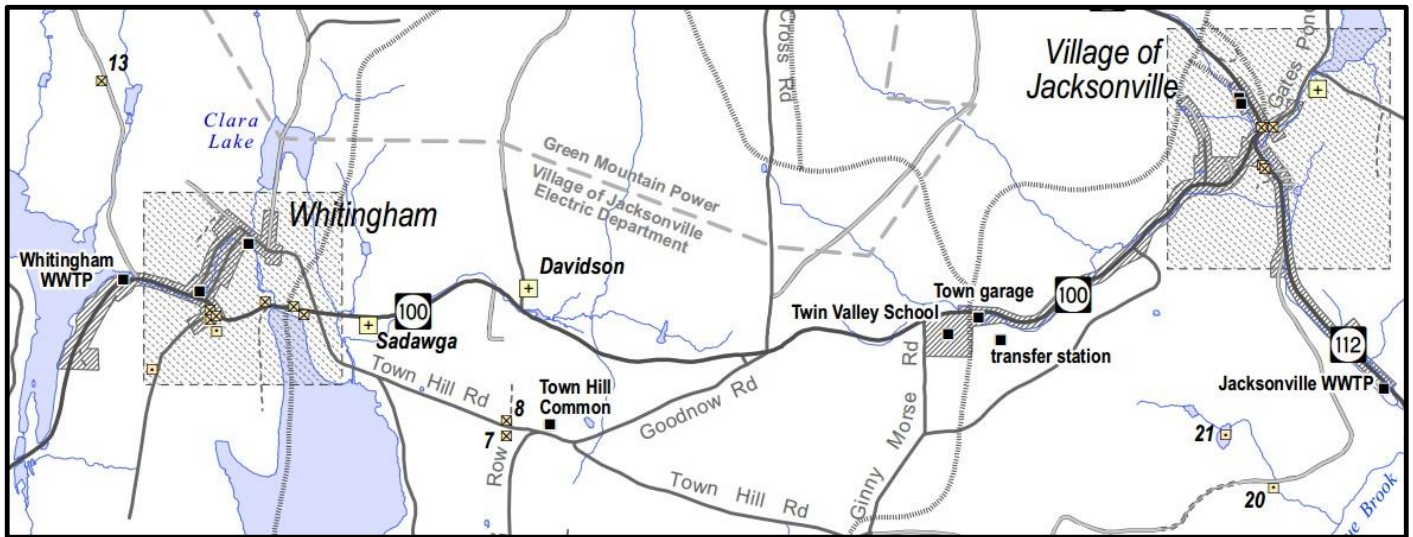 13
Clara
Lake
Cross Rd
Village of
Jacksonville
Gates Pond
Green Mountain Power
Village of Jacksonville
Electric Department
Whitingham
Whitingham
WWTP
Davidson
100
Sadawga
Town garage
100
Twin Valley School
transfer station
112
Jacksonville WWTP
Town Hill Rd
Town Hill
Common
8
7
Row
Goodnow Rd
Ginny Morse Rd
Town Hill Rd
21
20
Brook